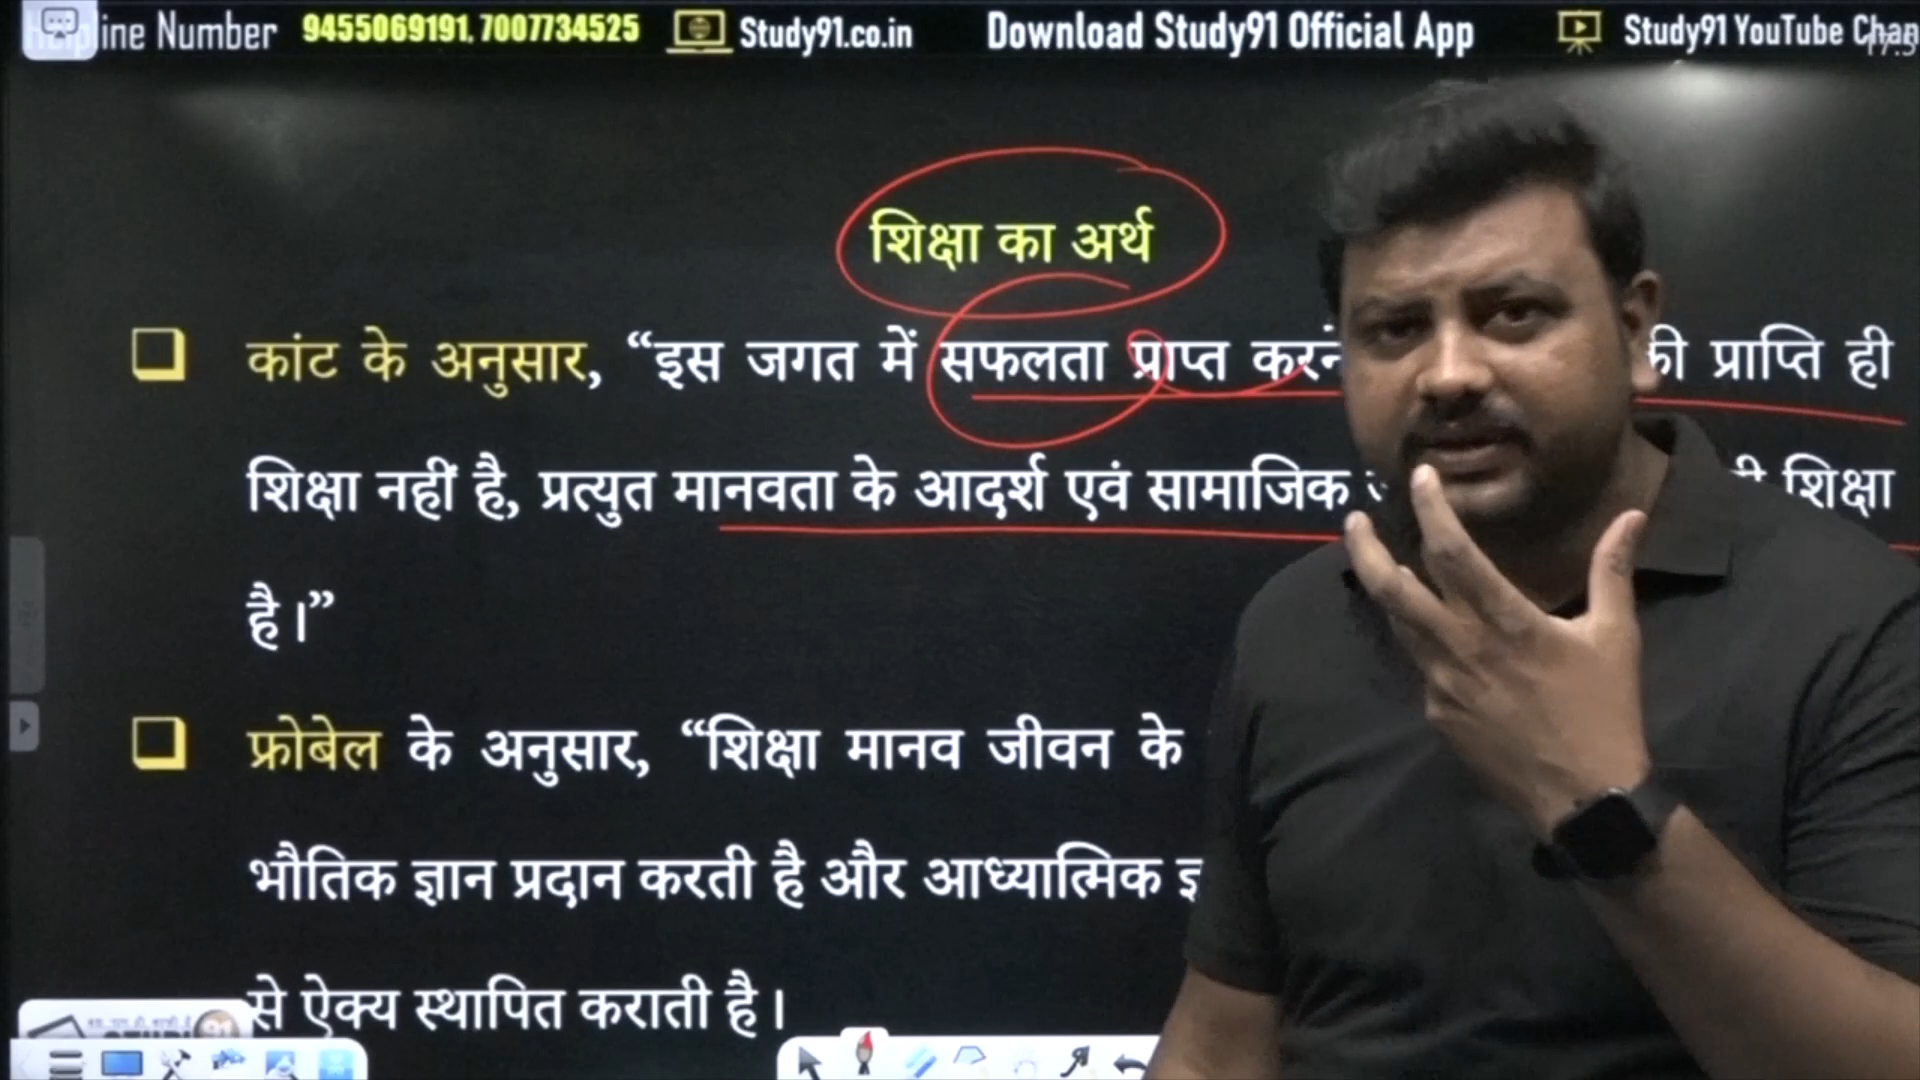 Helpline Number 9455069191, 7007734525 Study91.co.in Download Study91 Official App Study91 YouTube Chan
शिक्षा का अर्थ
कांट के अनुसार, “इस जगत में सफलता प्राप्त की प्राप्ति ही
शिक्षा नहीं है, प्रत्युत मानवता के आदर्श एवं सामाजिक शिक्षा
है।”
फ्रोबेल के अनुसार, “शिक्षा मानव जीवन के
भौतिक ज्ञान प्रदान करती है और आध्यात्मिक
से ऐक्य स्थापित कराती है।